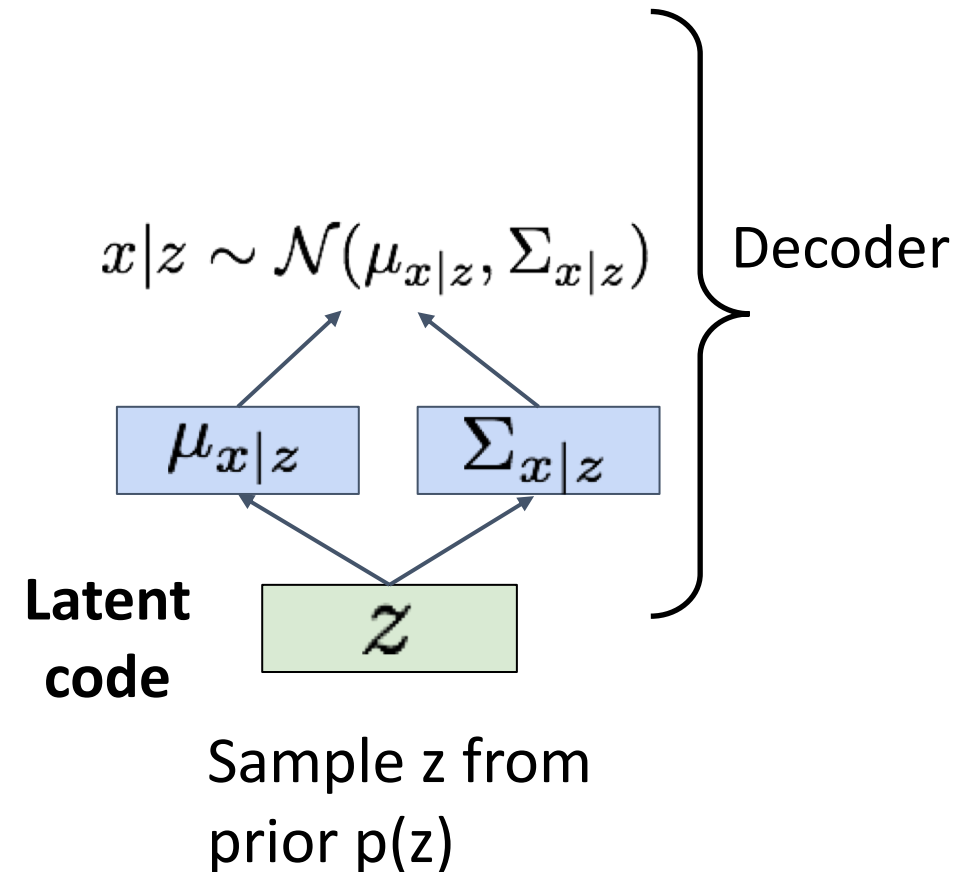 x|z ∼ 𝒩(μ_{x|z}, Σ_{x|z})
Decoder
μ_{x|z}
Σ_{x|z}
Latent
code
z
Sample z from
prior p(z)